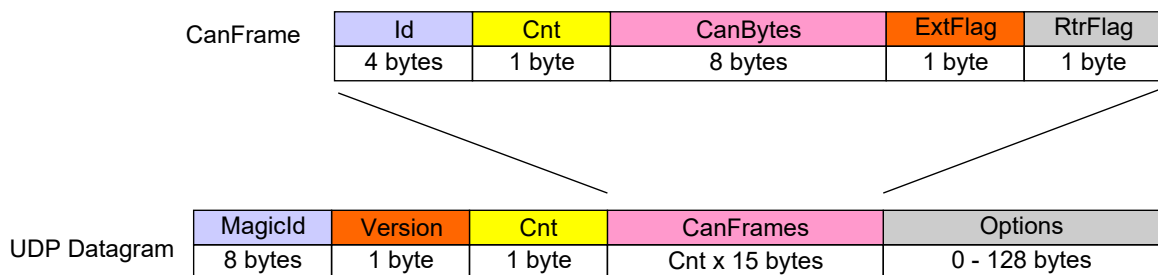 CanFrame Id Cnt CanBytes ExtFlag RtrFlag
4 bytes 1 byte 8 bytes 1 byte 1 byte
UDP Datagram MagicId Version Cnt CanFrames Options
8 bytes 1 byte 1 byte Cnt x 15 bytes 0 - 128 bytes